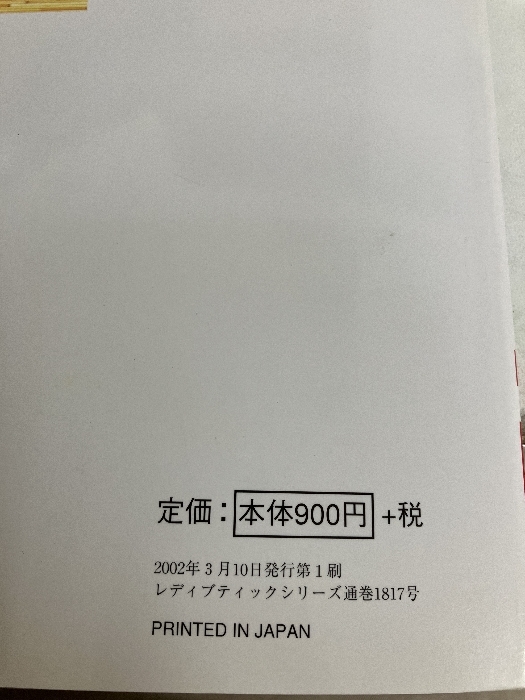 定価：本体900円+税
2002年3月10日発行第1刷
レディブティックシリーズ通巻1817号
PRINTED IN JAPAN